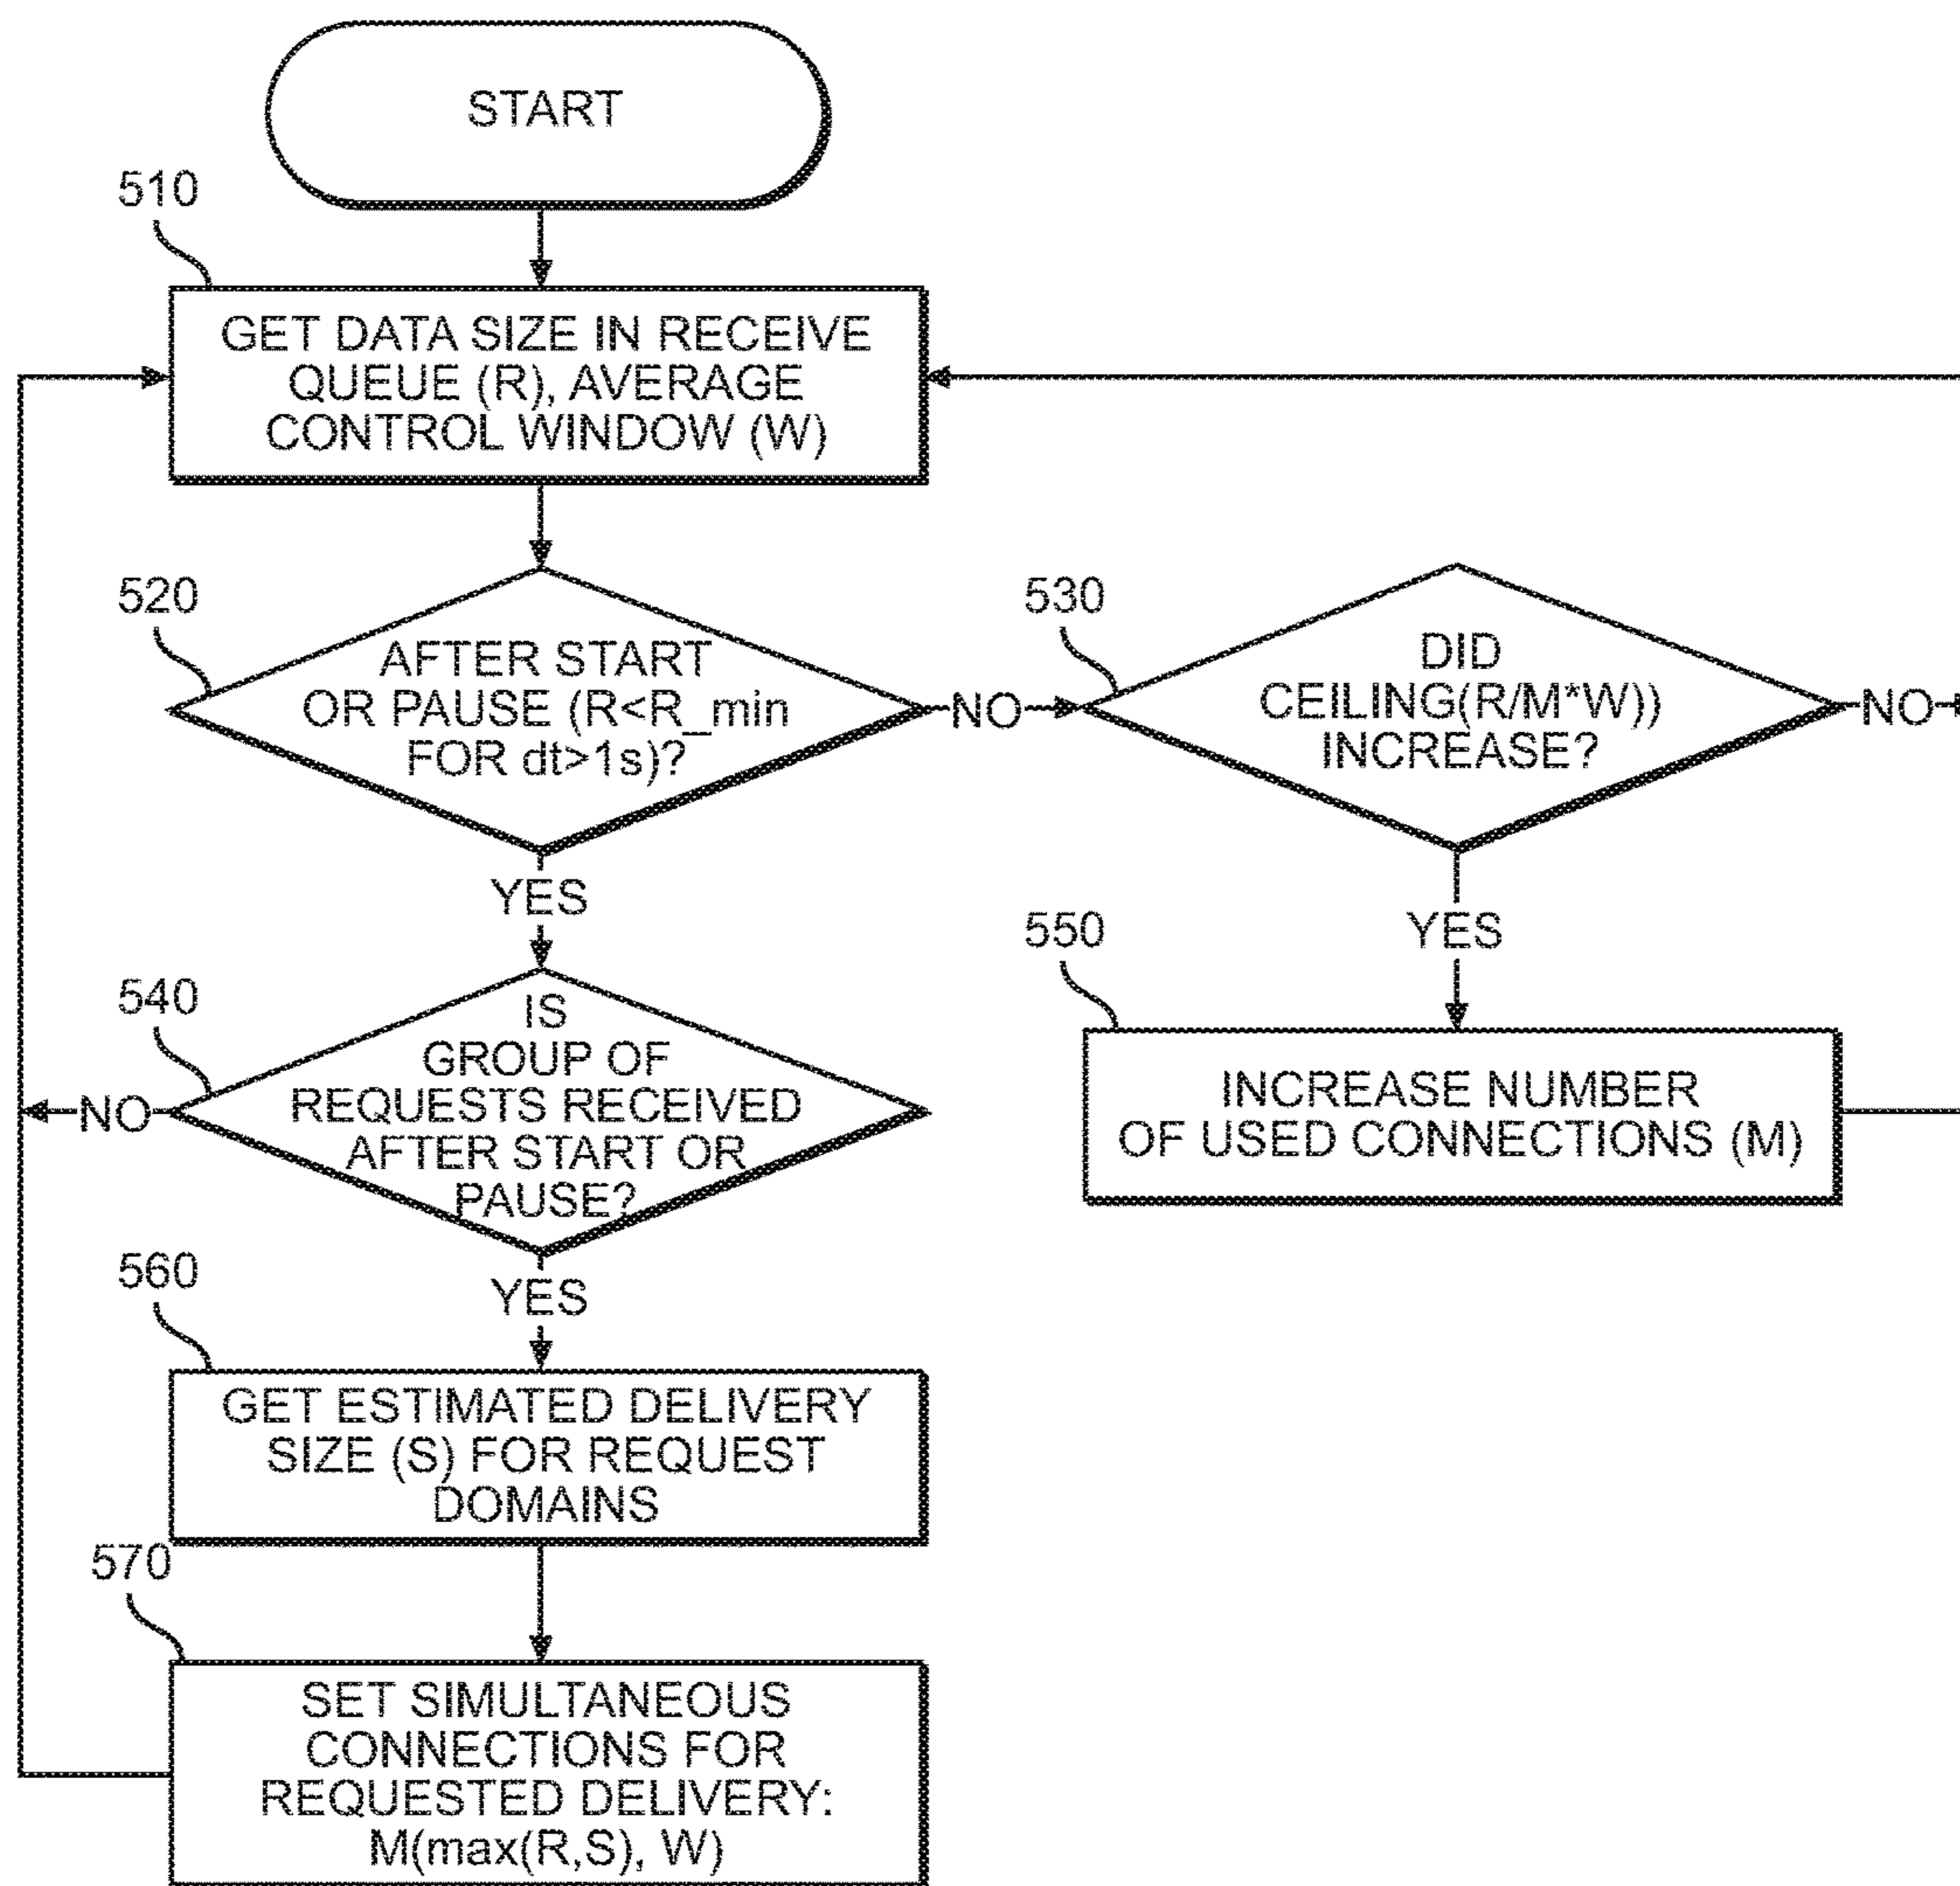 START
510
GET DATA SIZE IN RECEIVE
QUEUE (R), AVERAGE
CONTROL WINDOW (W)
520
AFTER START
OR PAUSE (R<R_min
FOR dt>1s)?
NO
530
DID
CEILING(R/M*W))
INCREASE?
NO
YES
YES
540
IS
GROUP OF
REQUESTS RECEIVED
AFTER START OR
PAUSE?
NO
550
INCREASE NUMBER
OF USED CONNECTIONS (M)
YES
560
GET ESTIMATED DELIVERY
SIZE (S) FOR REQUEST
DOMAINS
570
SET SIMULTANEOUS
CONNECTIONS FOR
REQUESTED DELIVERY:
M(max(R,S), W)